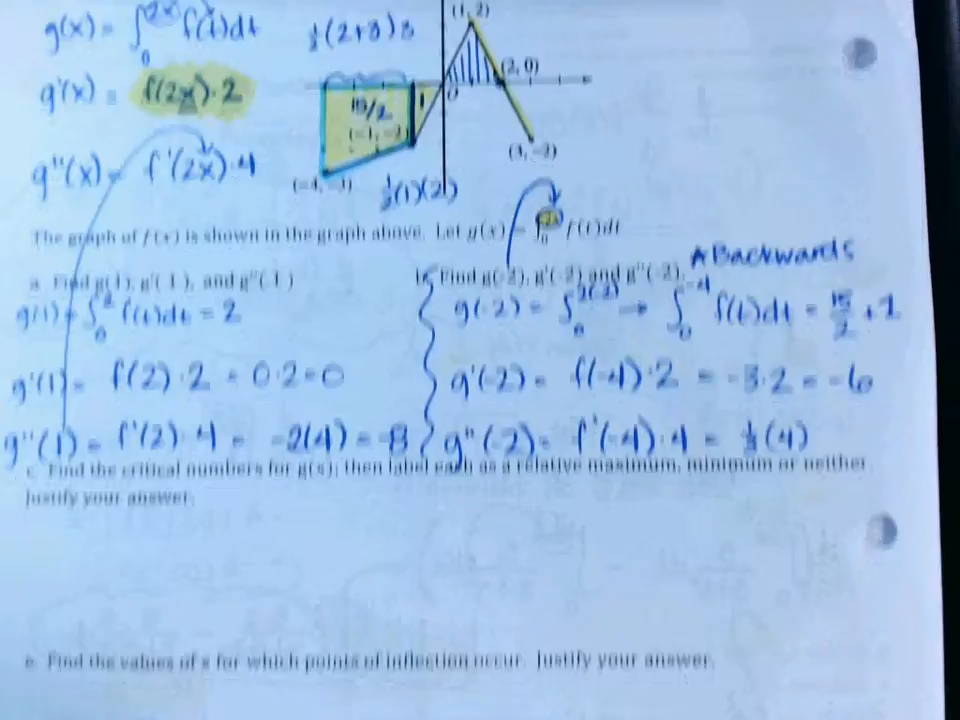 g(x) = ∫₀²ˣ f(t)dt ½(2+3)3 (1, 2)
g'(x) = f(2x)·2 15/2 1 (2, 0)
0
(-1, -2)
g''(x) = f'(2x)·4 (3, -2)
(-4, -3) ½(1)(2)
The graph of f(x) is shown in the graph above. Let g(x) = ∫₀ f(t)dt
*Backwards
a. Find g(1), g'(1), and g''(1) b. Find g(-2), g'(-2) and g''(-2).
g(1) = ∫₀² f(t)dt = 2 g(-2) = ∫₀²⁽⁻²⁾ → ∫₀⁻⁴ f(t)dt = 15/2 + 1
g'(1) = f(2)·2 = 0·2=0 g'(-2) = f(-4)·2 = -3·2 = -6
g''(1) = f'(2)·4 = -2(4) = -8 g''(-2) = f'(-4)·4 = ⅓(4)
c. Find the critical numbers for g(x), then label each as a relative maximum, minimum or neither.
Justify your answer.
Find the values of x for which points of inflection occur. Justify your answer.